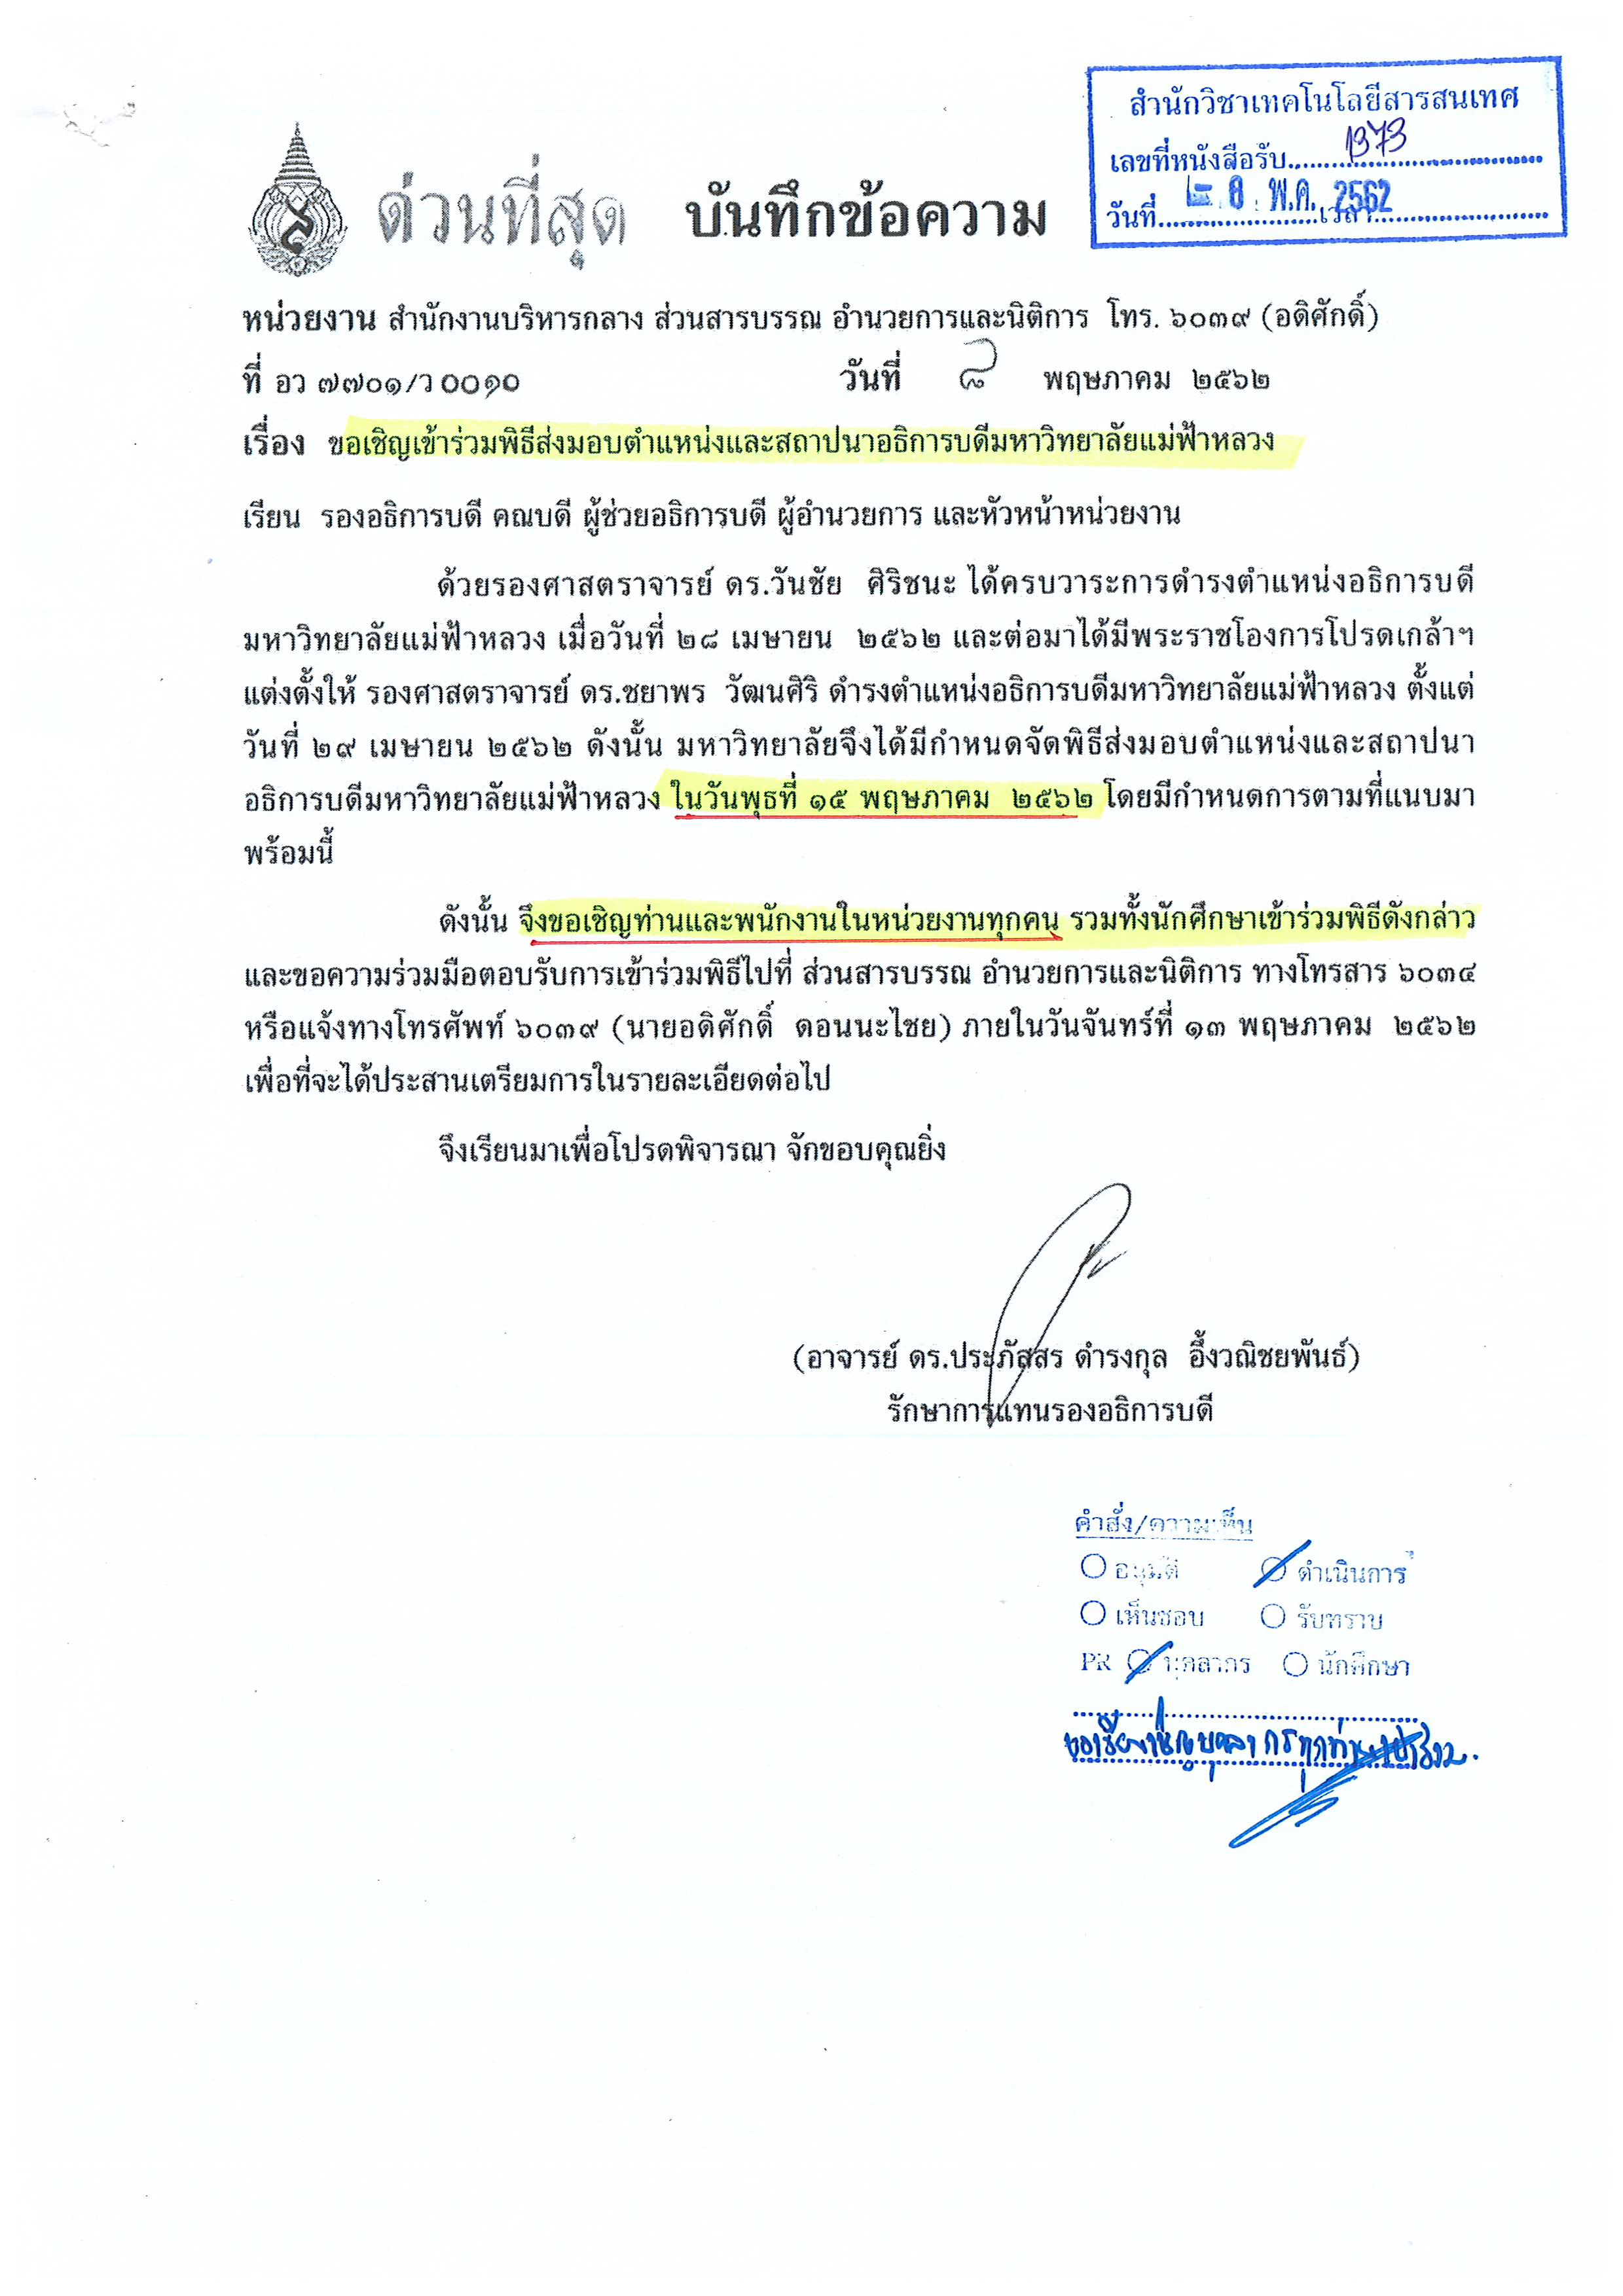 สำนักวิชาเทคโนโลยีสารสนเทศ
เลขที่หนังสือรับ 1373
วันที่ 8 พ.ค. 2562 เวลา
ด่วนที่สุด บันทึกข้อความ
หน่วยงาน สำนักงานบริหารกลาง ส่วนสารบรรณ อำนวยการและนิติการ โทร. ๖๐๓๙ (อดิศักดิ์)
ที่ อว ๗๗๐๑/ว ๐๐๑๐ วันที่ ๘ พฤษภาคม ๒๕๖๒
เรื่อง ขอเชิญเข้าร่วมพิธีส่งมอบตำแหน่งและสถาปนาอธิการบดีมหาวิทยาลัยแม่ฟ้าหลวง
เรียน รองอธิการบดี คณบดี ผู้ช่วยอธิการบดี ผู้อำนวยการ และหัวหน้าหน่วยงาน
ด้วยรองศาสตราจารย์ ดร.วันชัย ศิริชนะ ได้ครบวาระการดำรงตำแหน่งอธิการบดี
มหาวิทยาลัยแม่ฟ้าหลวง เมื่อวันที่ ๒๘ เมษายน ๒๕๖๒ และต่อมาได้มีพระราชโองการโปรดเกล้าฯ
แต่งตั้งให้ รองศาสตราจารย์ ดร.ชยาพร วัฒนศิริ ดำรงตำแหน่งอธิการบดีมหาวิทยาลัยแม่ฟ้าหลวง ตั้งแต่
วันที่ ๒๙ เมษายน ๒๕๖๒ ดังนั้น มหาวิทยาลัยจึงได้มีกำหนดจัดพิธีส่งมอบตำแหน่งและสถาปนา
อธิการบดีมหาวิทยาลัยแม่ฟ้าหลวง ในวันพุธที่ ๑๕ พฤษภาคม ๒๕๖๒ โดยมีกำหนดการตามที่แนบมา
พร้อมนี้
ดังนั้น จึงขอเชิญท่านและพนักงานในหน่วยงานทุกคน รวมทั้งนักศึกษาเข้าร่วมพิธีดังกล่าว
และขอความร่วมมือตอบรับการเข้าร่วมพิธีไปที่ ส่วนสารบรรณ อำนวยการและนิติการ ทางโทรสาร ๖๐๓๔
หรือแจ้งทางโทรศัพท์ ๖๐๓๙ (นายอดิศักดิ์ ดอนนะไชย) ภายในวันจันทร์ที่ ๑๓ พฤษภาคม ๒๕๖๒
เพื่อที่จะได้ประสานเตรียมการในรายละเอียดต่อไป
จึงเรียนมาเพื่อโปรดพิจารณา จักขอบคุณยิ่ง
(อาจารย์ ดร.ประภัสสร ดำรงกุล อึ้งวณิชยพันธ์)
รักษาการแทนรองอธิการบดี
คำสั่ง/ความเห็น
อนุมัติ ดำเนินการ
เห็นชอบ รับทราบ
PR บุคลากร นักศึกษา
ขอเรียนเชิญบุคลากรทุกท่าน